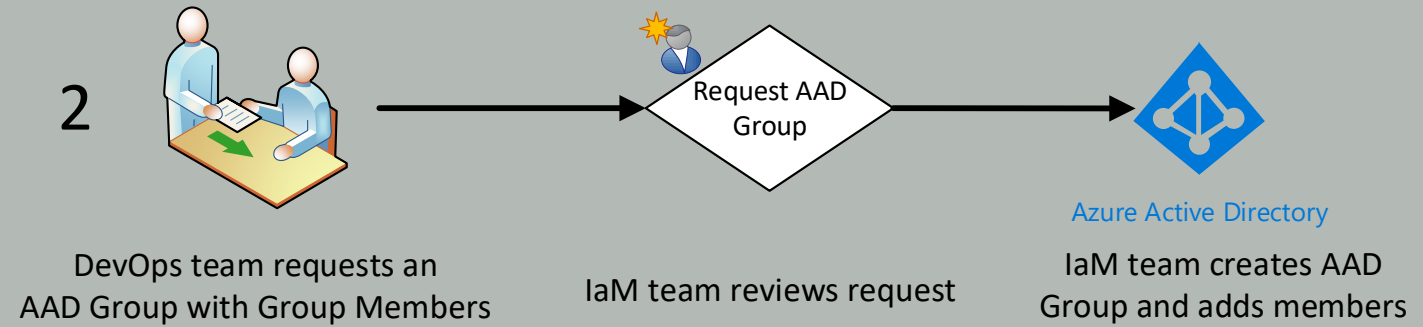 2
Request AAD
Group
Azure Active Directory
DevOps team requests an
AAD Group with Group Members
IaM team reviews request
IaM team creates AAD
Group and adds members